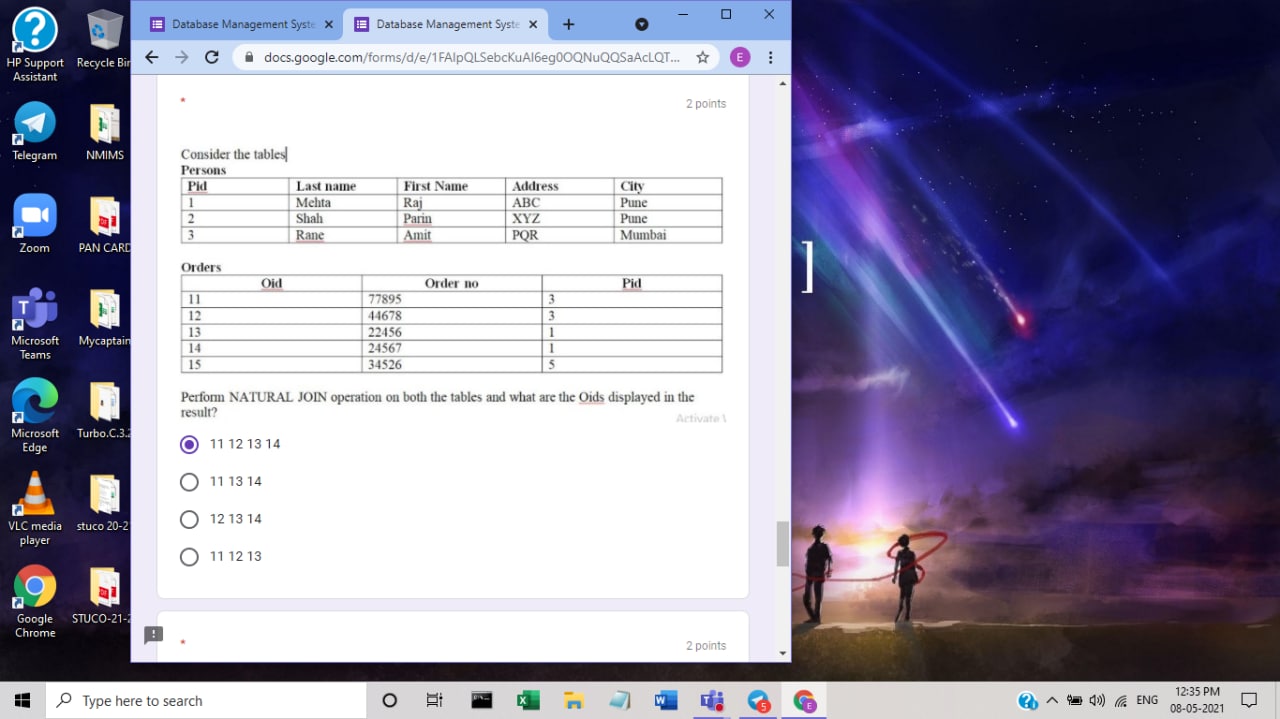 Database Management Syste
Database Management Syste
docs.google.com/forms/d/e/1FAIpQLSebcKuAI6eg0OQNuQQSaAcLQT...
E
HP Support
Assistant
Recycle Bin
Telegram
NMIMS
Zoom
PAN CARD
Microsoft
Teams
Mycaptain
Microsoft
Edge
Turbo.C.3.2
VLC media
player
stuco 20-2
Google
Chrome
STUCO-21-2
*
2 points
Consider the tables
Persons
Pid Last name First Name Address City
1 Mehta Raj ABC Pune
2 Shah Parin XYZ Pune
3 Rane Amit PQR Mumbai
Orders
Oid Order no Pid
11 77895 3
12 44678 3
13 22456 1
14 24567 1
15 34526 5
Perform NATURAL JOIN operation on both the tables and what are the Oids displayed in the
result?
Activate
11 12 13 14
11 13 14
12 13 14
11 12 13
*
2 points
]
Type here to search
5
E
ENG
12:35 PM
08-05-2021